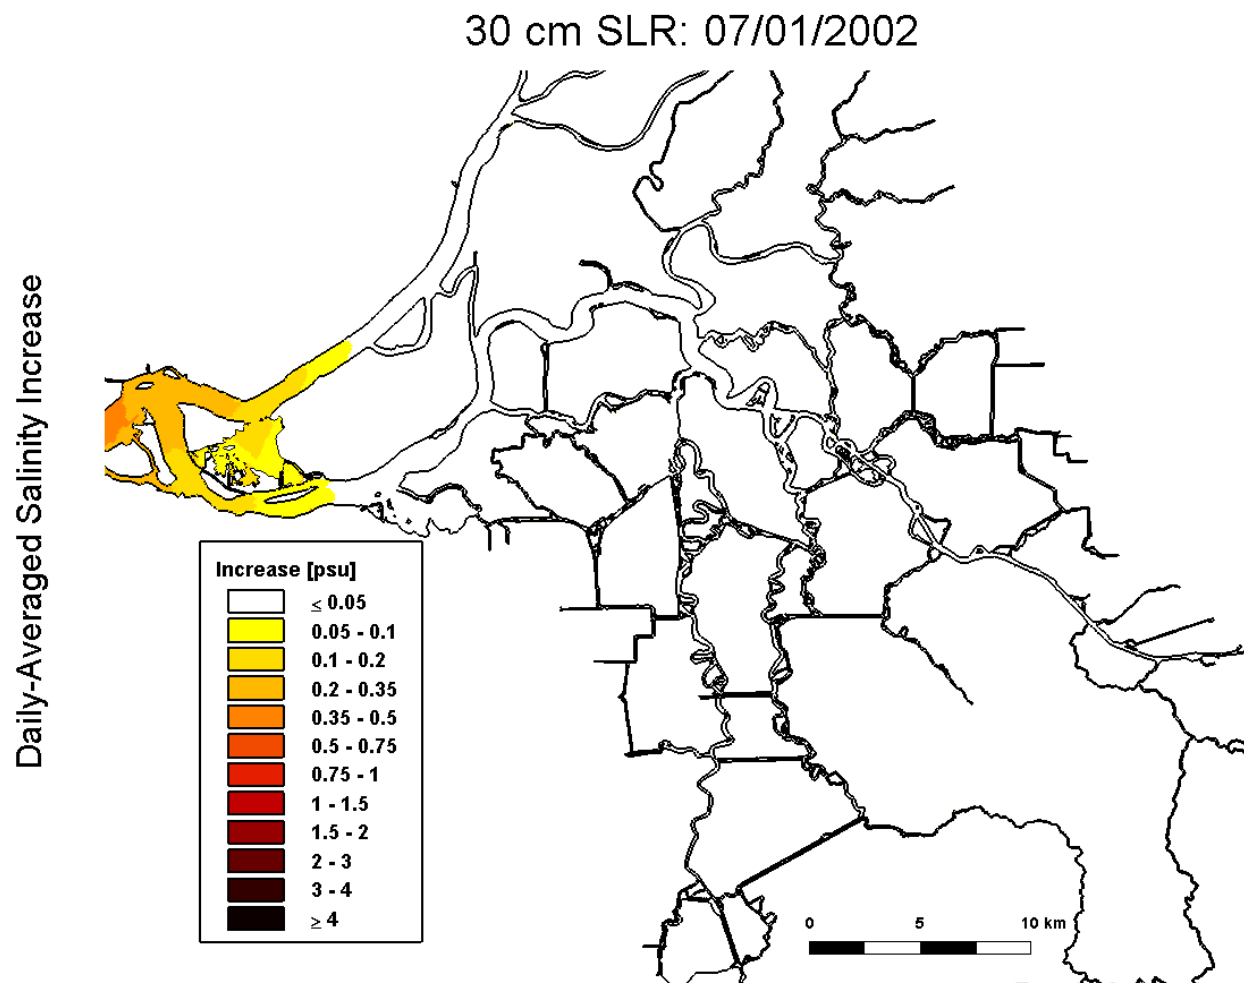 30 cm SLR: 07/01/2002
Daily-Averaged Salinity Increase
Increase [psu]
≤ 0.05
0.05 - 0.1
0.1 - 0.2
0.2 - 0.35
0.35 - 0.5
0.5 - 0.75
0.75 - 1
1 - 1.5
1.5 - 2
2 - 3
3 - 4
≥ 4
0 5 10 km